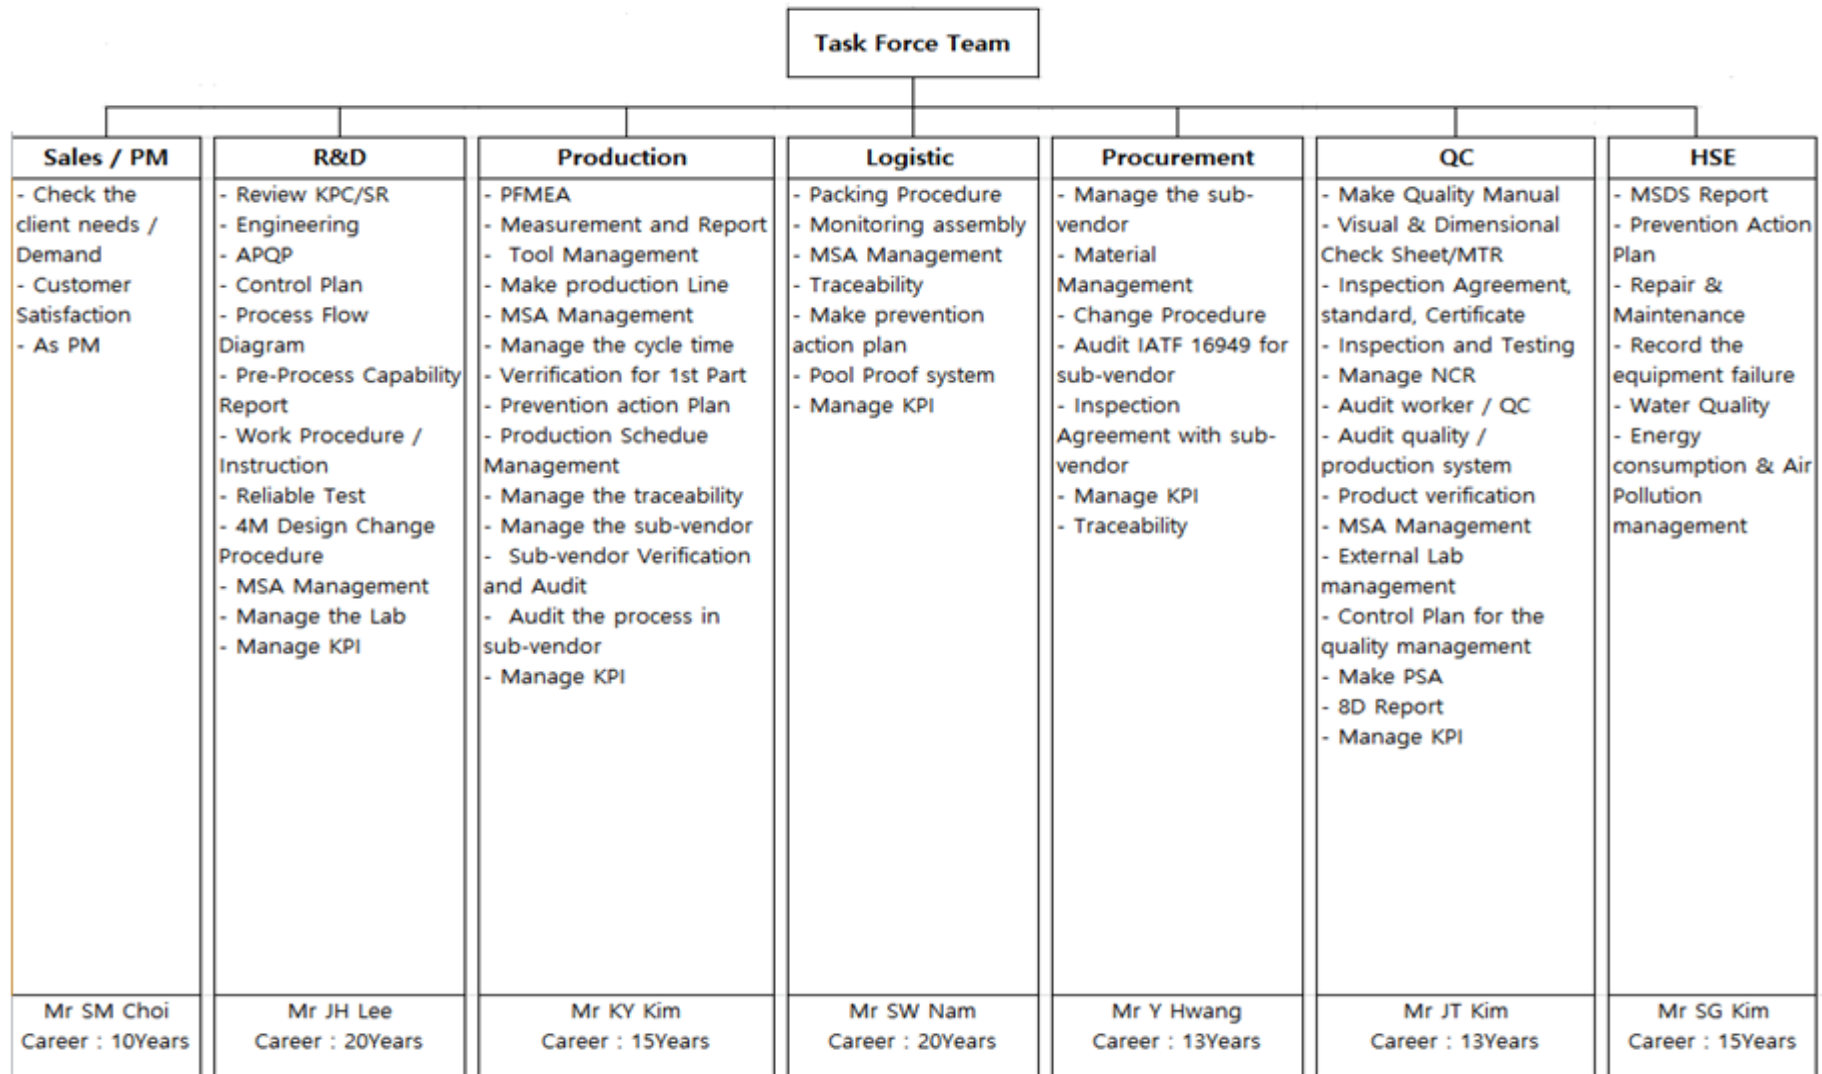 Task Force Team
Sales / PM
- Check the
client needs /
Demand
- Customer
Satisfaction
- As PM
Mr SM Choi
Career : 10Years
R&D
- Review KPC/SR
- Engineering
- APQP
- Control Plan
- Process Flow
Diagram
- Pre-Process Capability
Report
- Work Procedure /
Instruction
- Reliable Test
- 4M Design Change
Procedure
- MSA Management
- Manage the Lab
- Manage KPI
Mr JH Lee
Career : 20Years
Production
- PFMEA
- Measurement and Report
- Tool Management
- Make production Line
- MSA Management
- Manage the cycle time
- Verrification for 1st Part
- Prevention action Plan
- Production Schedue
Management
- Manage the traceability
- Manage the sub-vendor
- Sub-vendor Verification
and Audit
- Audit the process in
sub-vendor
- Manage KPI
Mr KY Kim
Career : 15Years
Logistic
- Packing Procedure
- Monitoring assembly
- MSA Management
- Traceability
- Make prevention
action plan
- Pool Proof system
- Manage KPI
Mr SW Nam
Career : 20Years
Procurement
- Manage the sub-
vendor
- Material
Management
- Change Procedure
- Audit IATF 16949 for
sub-vendor
- Inspection
Agreement with sub-
vendor
- Manage KPI
- Traceability
Mr Y Hwang
Career : 13Years
QC
- Make Quality Manual
- Visual & Dimensional
Check Sheet/MTR
- Inspection Agreement,
standard, Certificate
- Inspection and Testing
- Manage NCR
- Audit worker / QC
- Audit quality /
production system
- Product verification
- MSA Management
- External Lab
management
- Control Plan for the
quality management
- Make PSA
- 8D Report
- Manage KPI
Mr JT Kim
Career : 13Years
HSE
- MSDS Report
- Prevention Action
Plan
- Repair &
Maintenance
- Record the
equipment failure
- Water Quality
- Energy
consumption & Air
Pollution
management
Mr SG Kim
Career : 15Years